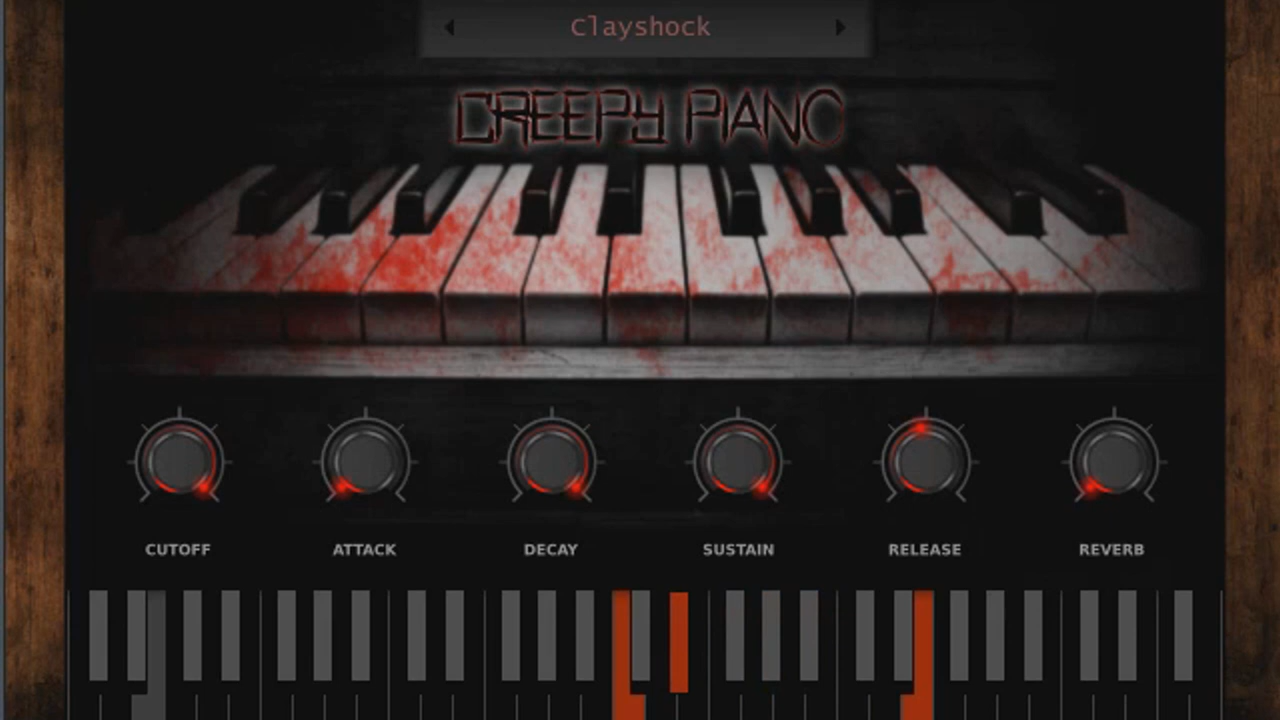 Clayshock
CREEPY PIANO
CUTOFF ATTACK DECAY SUSTAIN RELEASE REVERB